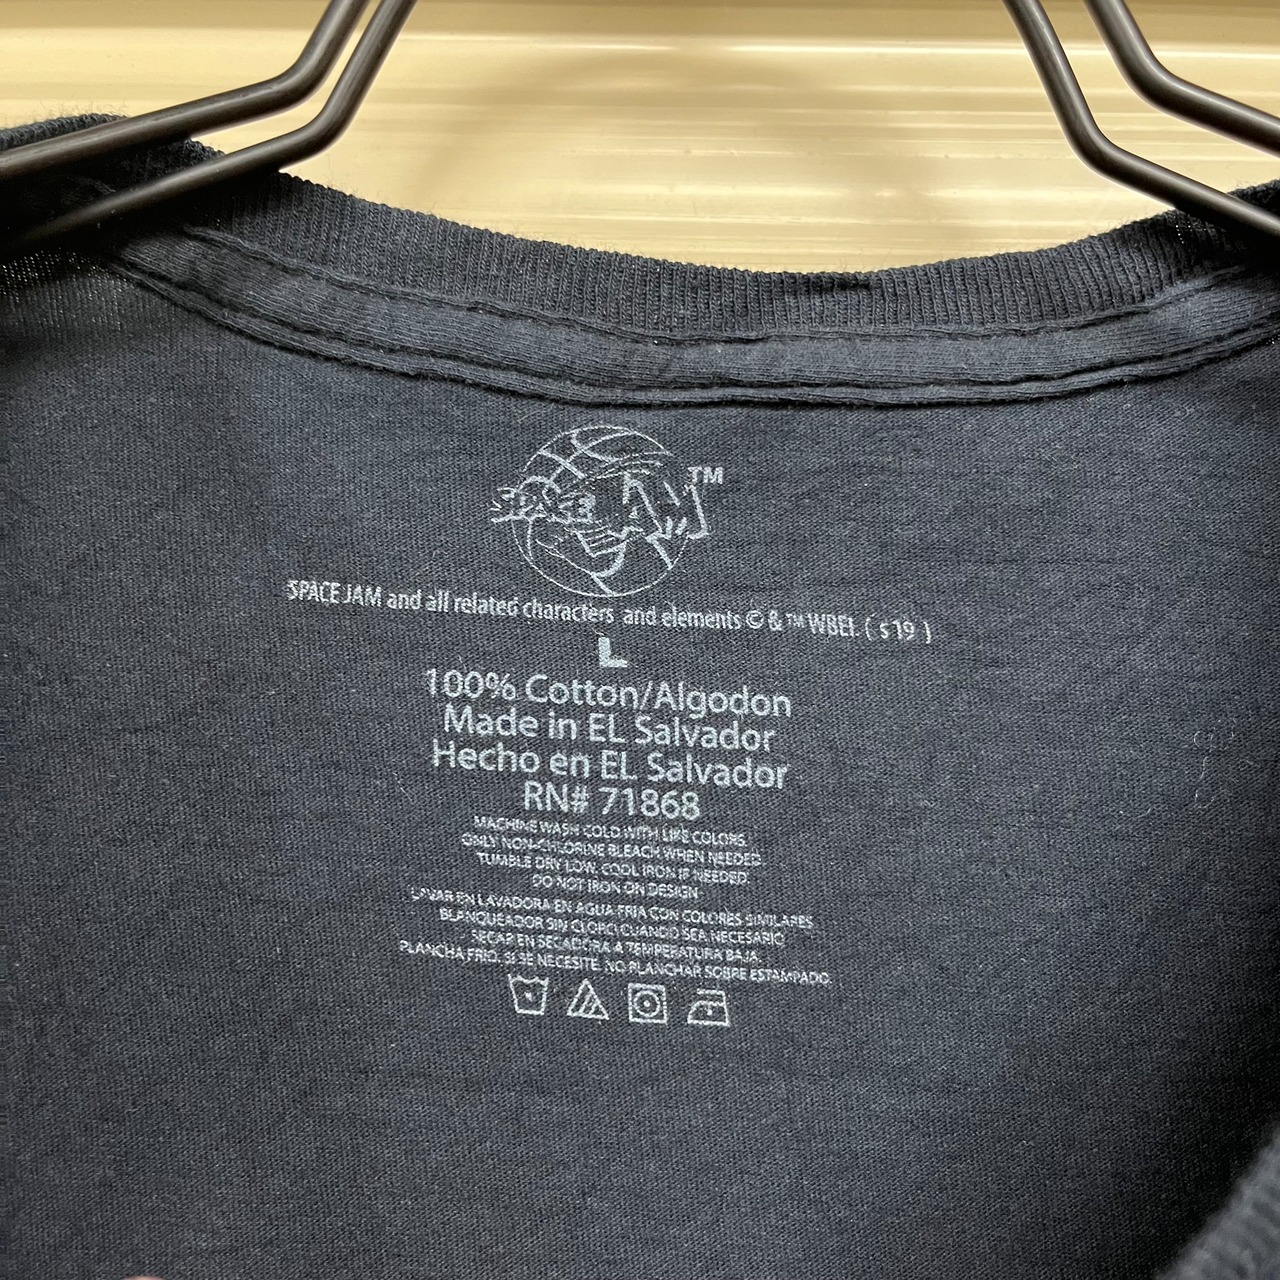 SPACE JAM TM
SPACE JAM and all related characters and elements © & ™ WBEI. ( s19 )
L
100% Cotton/Algodon
Made in EL Salvador
Hecho en EL Salvador
RN# 71868
MACHINE WASH COLD WITH LIKE COLORS.
ONLY NON-CHLORINE BLEACH WHEN NEEDED.
TUMBLE DRY LOW. COOL IRON IF NEEDED.
DO NOT IRON ON DESIGN
LAVAR EN LAVADORA EN AGUA FRIA CON COLORES SIMILARES.
BLANQUEADOR SIN CLORO CUANDO SEA NECESARIO
SECAR EN SECADORA A TEMPERATURA BAJA.
PLANCHA FRIO. SI SE NECESITE. NO PLANCHAR SOBRE ESTAMPADO.